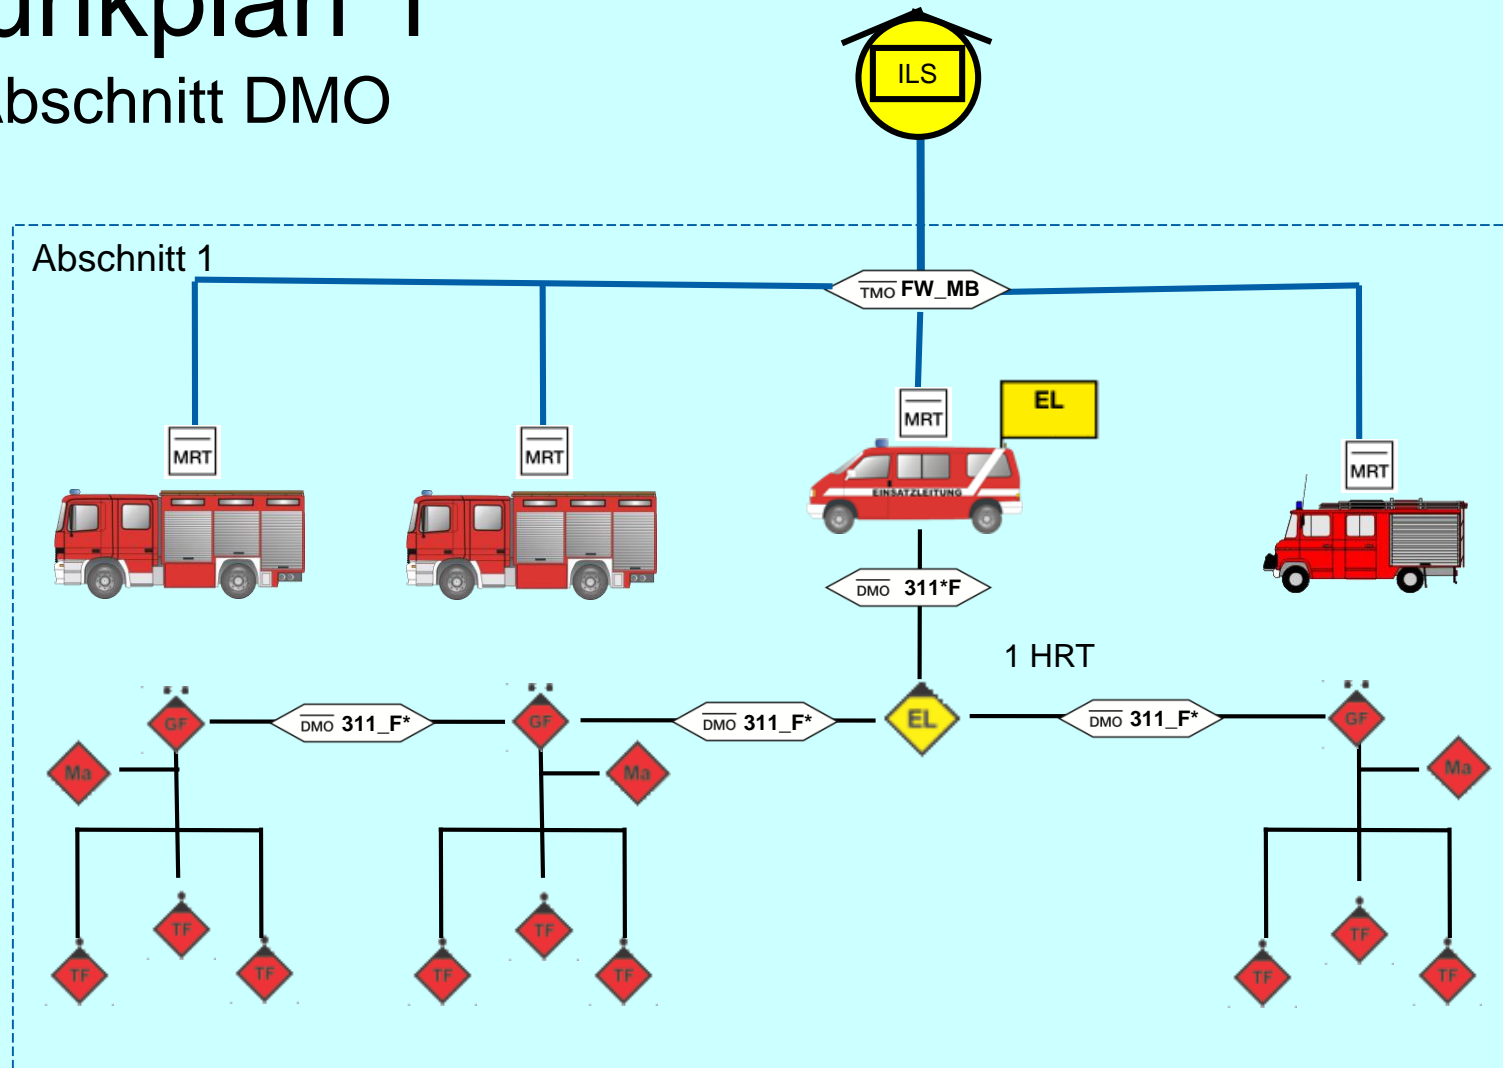 unkplan 1
Abschnitt DMO
ILS
Abschnitt 1
TMO FW_MB
MRT
MRT
MRT
EL
MRT
EINSATZLEITUNG
DMO 311*F
1 HRT
GF
DMO 311_F*
GF
DMO 311_F*
EL
DMO 311_F*
GF
Ma
Ma
Ma
TF
TF
TF
TF
TF
TF
TF
TF
TF